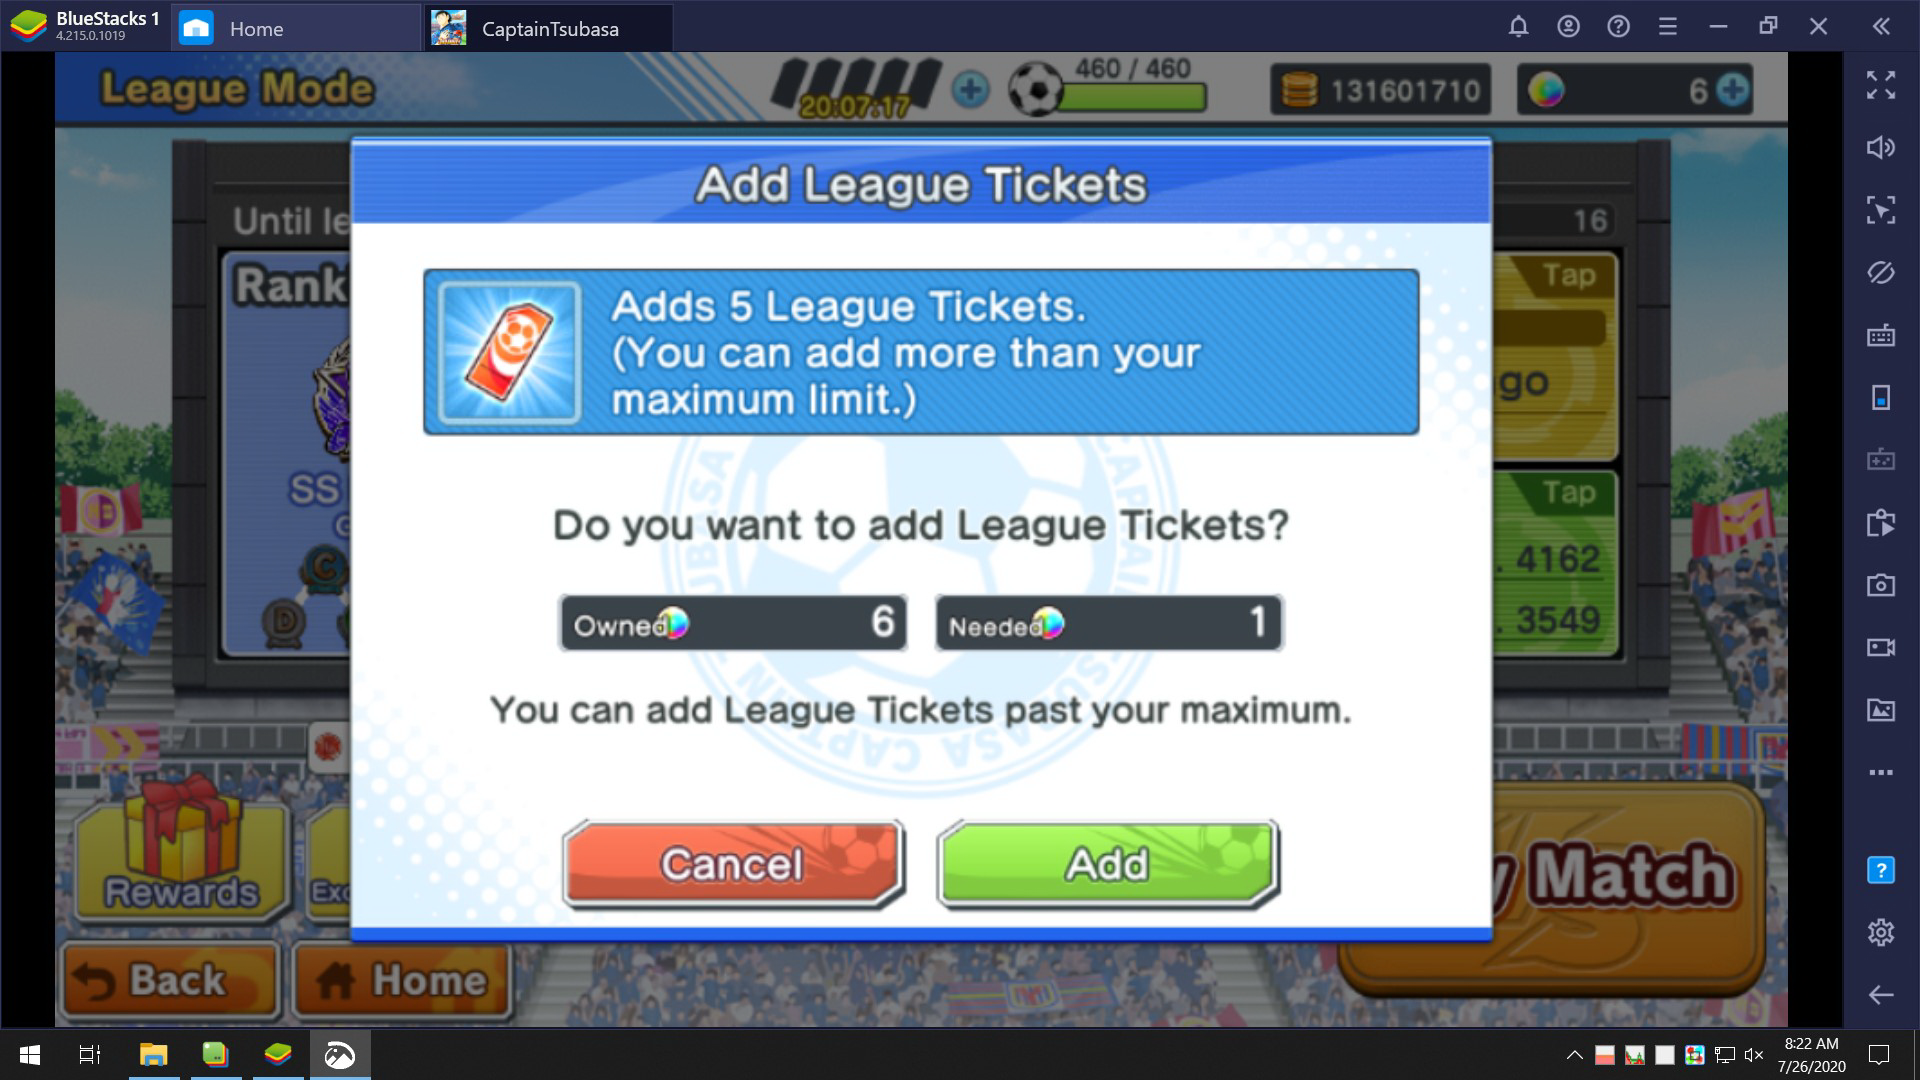 BlueStacks 1
4.215.0.1019
Home
CaptainTsubasa
League Mode
20:07:17
460 / 460
131601710
6
Add League Tickets
Until le
16
Rank
Tap
Adds 5 League Tickets.
(You can add more than your
maximum limit.)
go
SS
G
Tap
Do you want to add League Tickets?
4162
C
D
Owned
6
Needed
1
3549
You can add League Tickets past your maximum.
CAPTAIN TSUBASA
Rewards
Exc
Cancel
Add
y Match
Back
Home
8:22 AM
7/26/2020